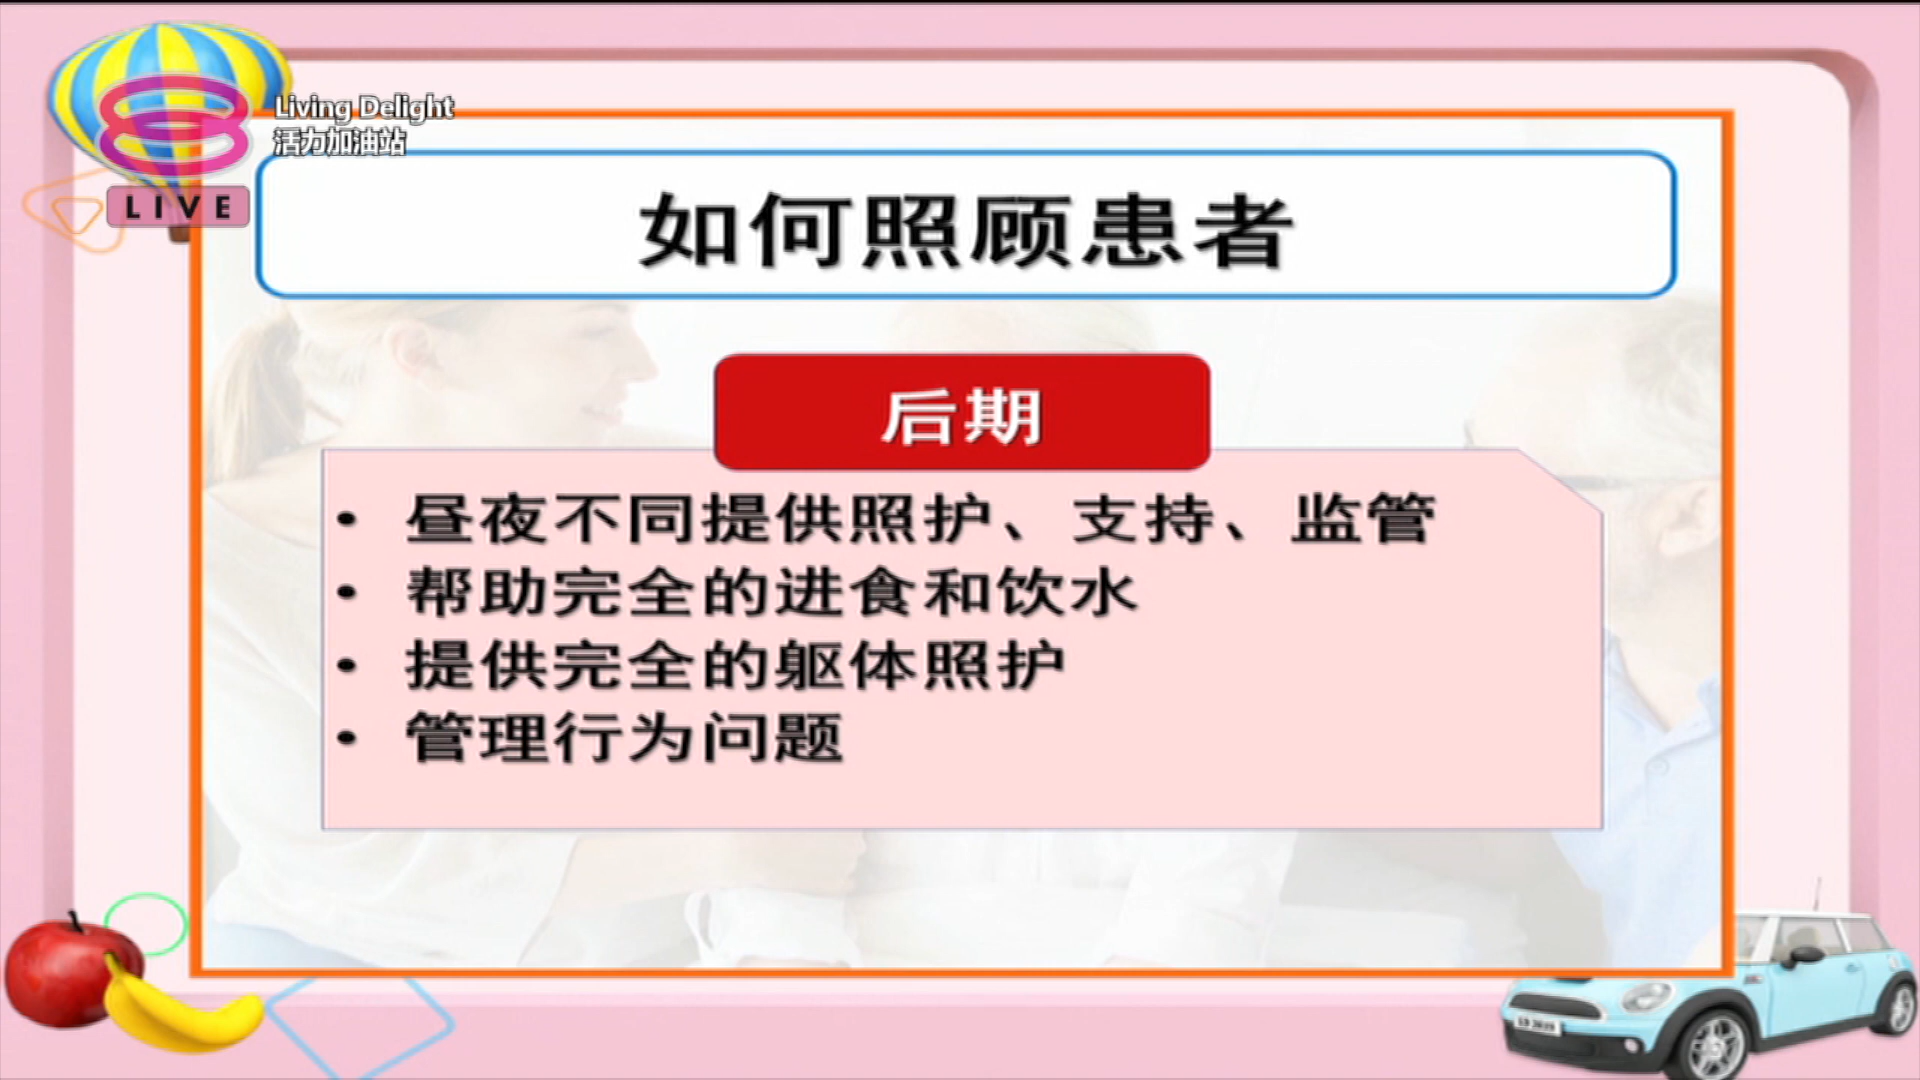 Living Delight
活力加油站
LIVE
如何照顾患者
后期
• 昼夜不同提供照护、支持、监管
• 帮助完全的进食和饮水
• 提供完全的躯体照护
• 管理行为问题